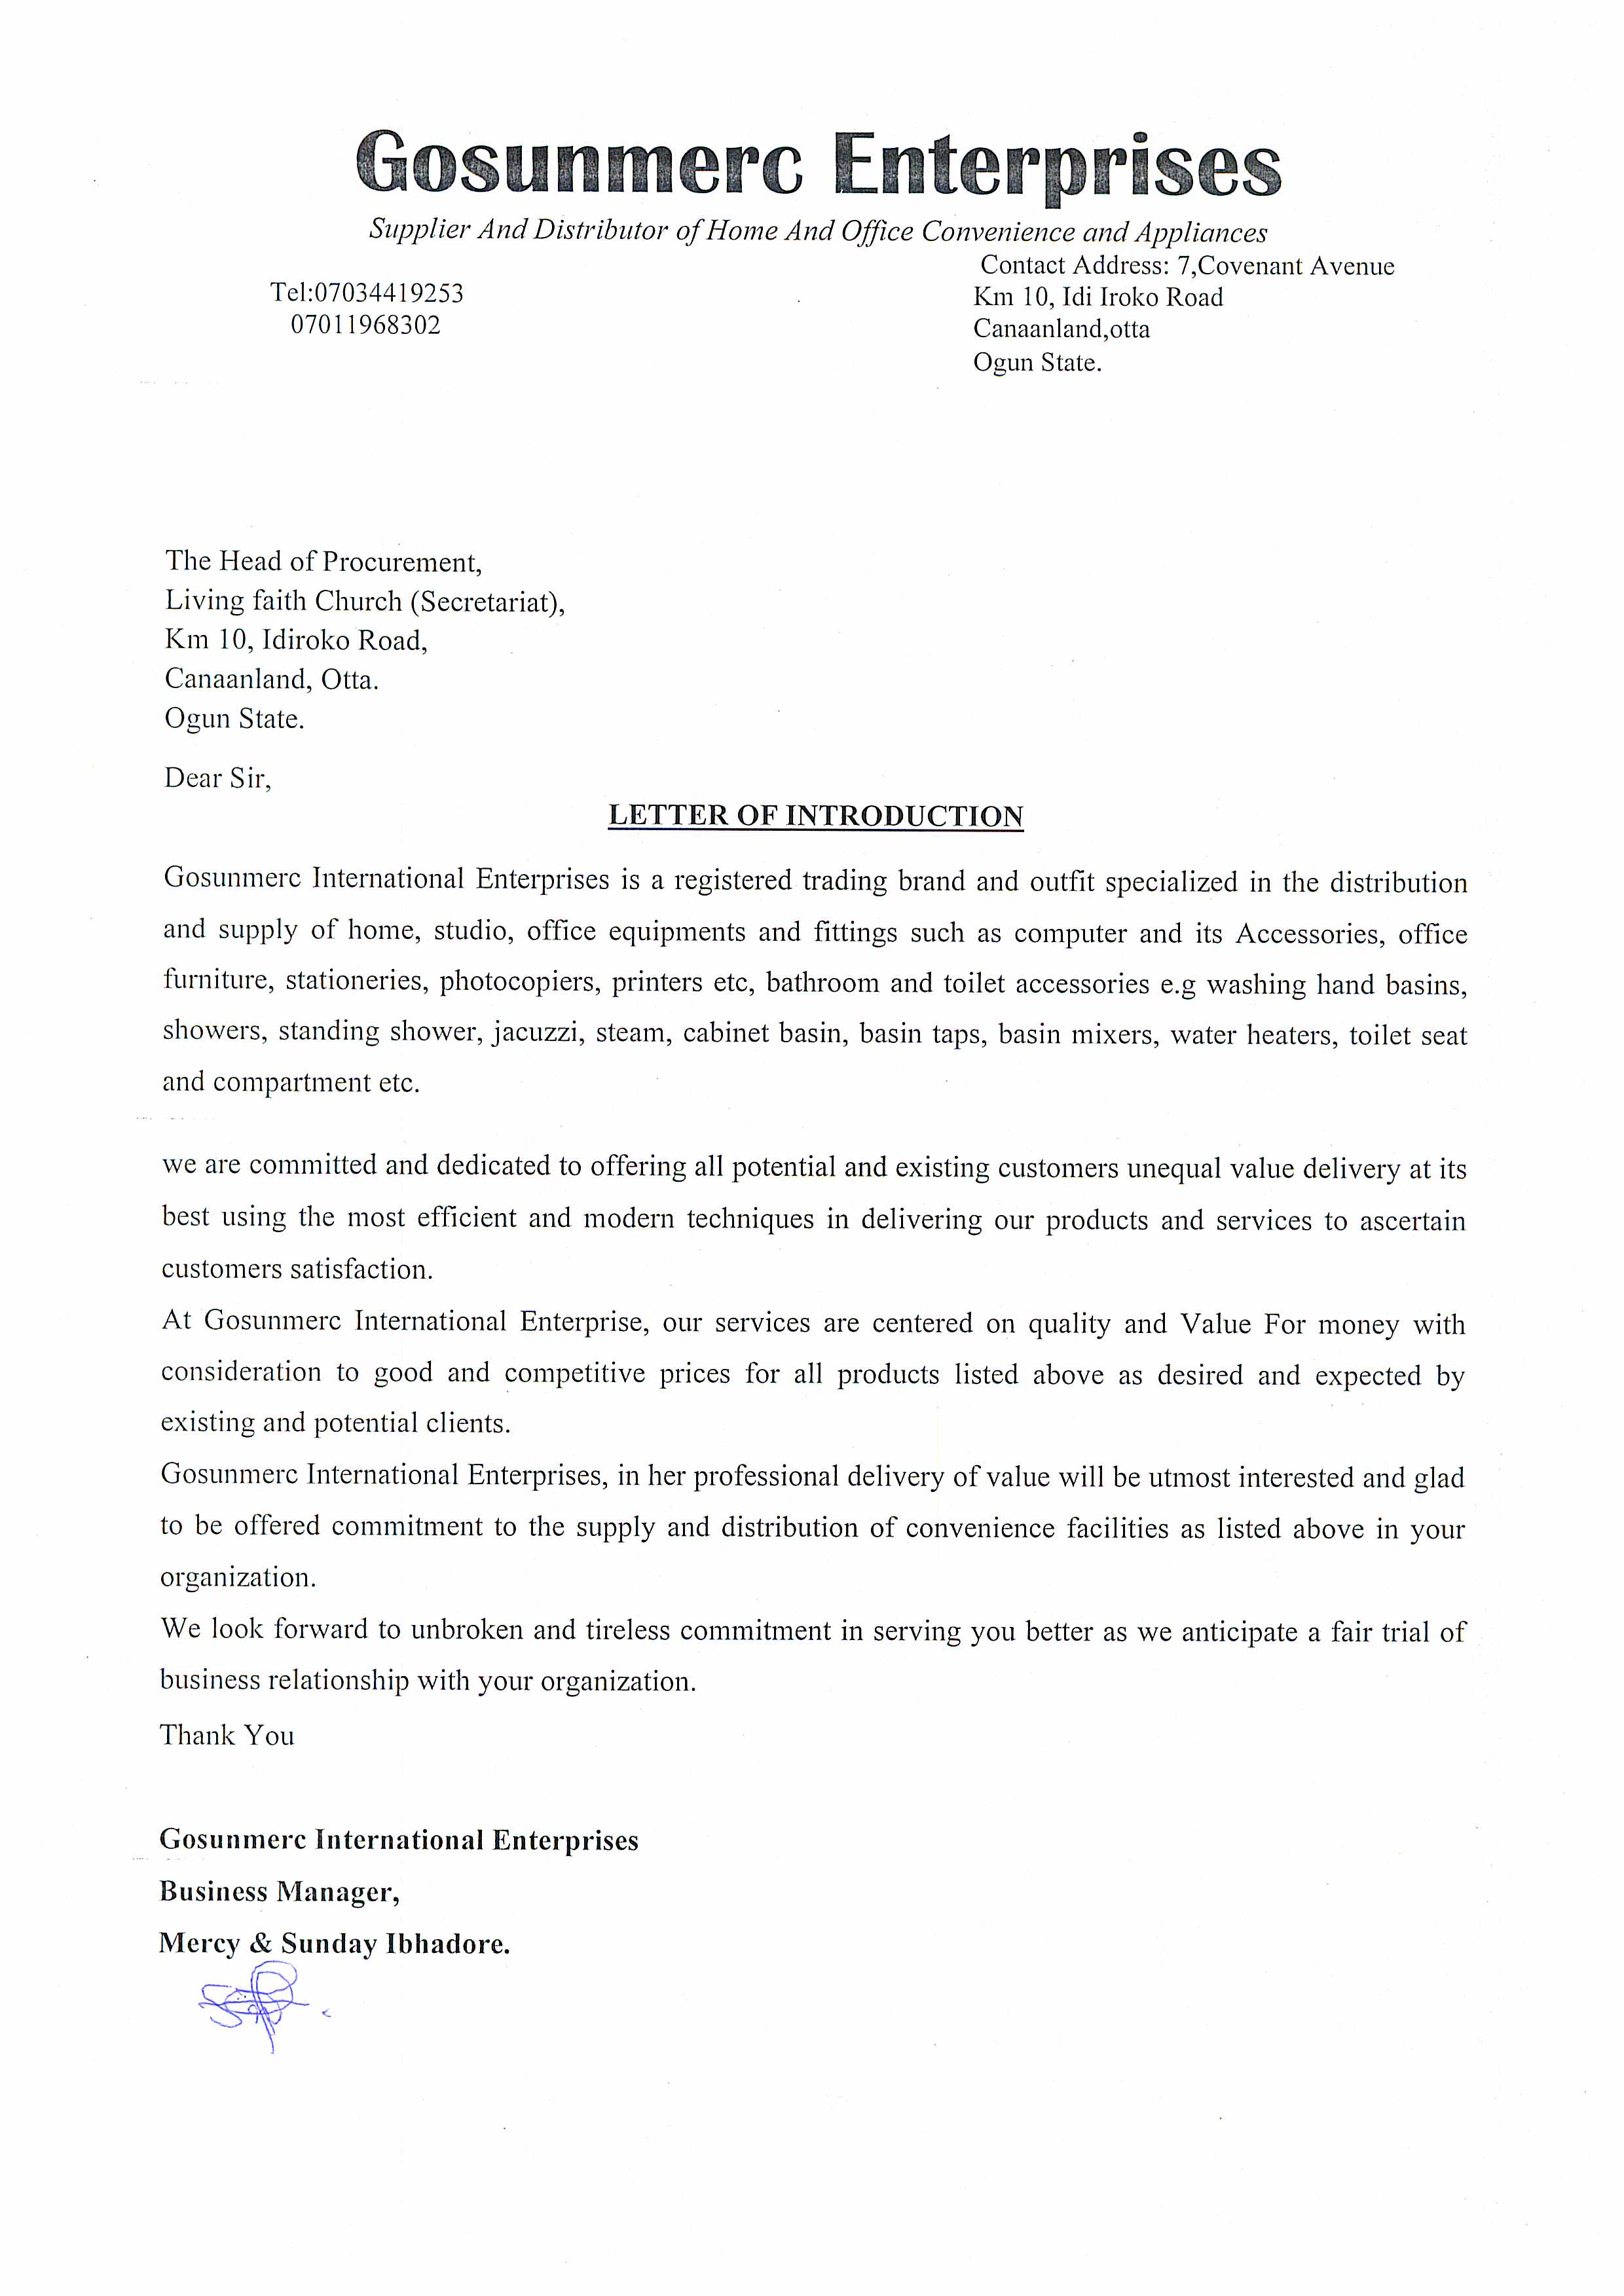 Gosunmerc Enterprises
Supplier And Distributor of Home And Office Convenience and Appliances
Contact Address: 7,Covenant Avenue
Tel:07034419253
Km 10, Idi Iroko Road
07011968302
Canaanland,otta
Ogun State.
The Head of Procurement,
Living faith Church (Secretariat),
Km 10, Idiroko Road,
Canaanland, Otta.
Ogun State.
Dear Sir,
LETTER OF INTRODUCTION
Gosunmerc International Enterprises is a registered trading brand and outfit specialized in the distribution
and supply of home, studio, office equipments and fittings such as computer and its Accessories, office
furniture, stationeries, photocopiers, printers etc, bathroom and toilet accessories e.g washing hand basins,
showers, standing shower, jacuzzi, steam, cabinet basin, basin taps, basin mixers, water heaters, toilet seat
and compartment etc.
we are committed and dedicated to offering all potential and existing customers unequal value delivery at its
best using the most efficient and modern techniques in delivering our products and services to ascertain
customers satisfaction.
At Gosunmerc International Enterprise, our services are centered on quality and Value For money with
consideration to good and competitive prices for all products listed above as desired and expected by
existing and potential clients.
Gosunmerc International Enterprises, in her professional delivery of value will be utmost interested and glad
to be offered commitment to the supply and distribution of convenience facilities as listed above in your
organization.
We look forward to unbroken and tireless commitment in serving you better as we anticipate a fair trial of
business relationship with your organization.
Thank You
Gosunmerc International Enterprises
Business Manager,
Mercy & Sunday Ibhadore.